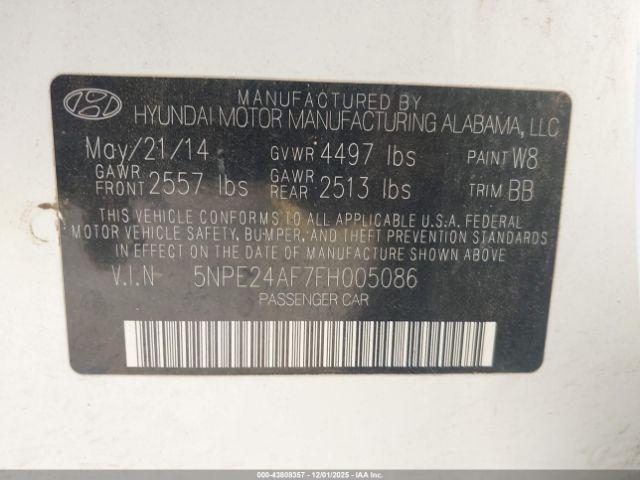 MANUFACTURED BY
HYUNDAI MOTOR MANUFACTURING ALABAMA, LLC
May/21/14 GVWR 4497 lbs PAINT W8
GAWR FRONT 2557 lbs GAWR REAR 2513 lbs TRIM BB
THIS VEHICLE CONFORMS TO ALL APPLICABLE U.S.A. FEDERAL
MOTOR VEHICLE SAFETY, BUMPER, AND THEFT PREVENTION STANDARDS
IN EFFECT ON THE DATE OF MANUFACTURE SHOWN ABOVE.
V.I.N 5NPE24AF7FH005086
PASSENGER CAR
000-43808357 • 12/01/2025 • IAA Inc.